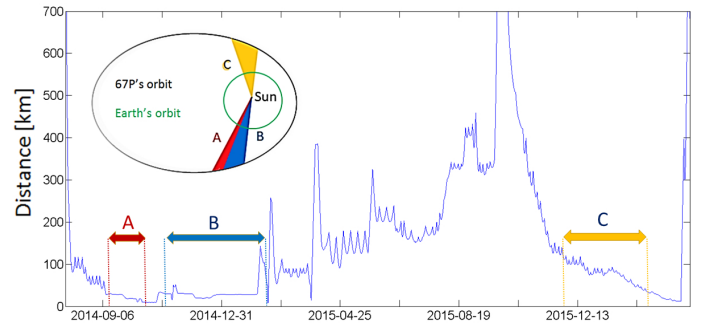 700
600
500
400
300
200
100
0
Distance [km]
C
67P's orbit
Sun
Earth's orbit
A
B
A
B
C
2014-09-06
2014-12-31
2015-04-25
2015-08-19
2015-12-13